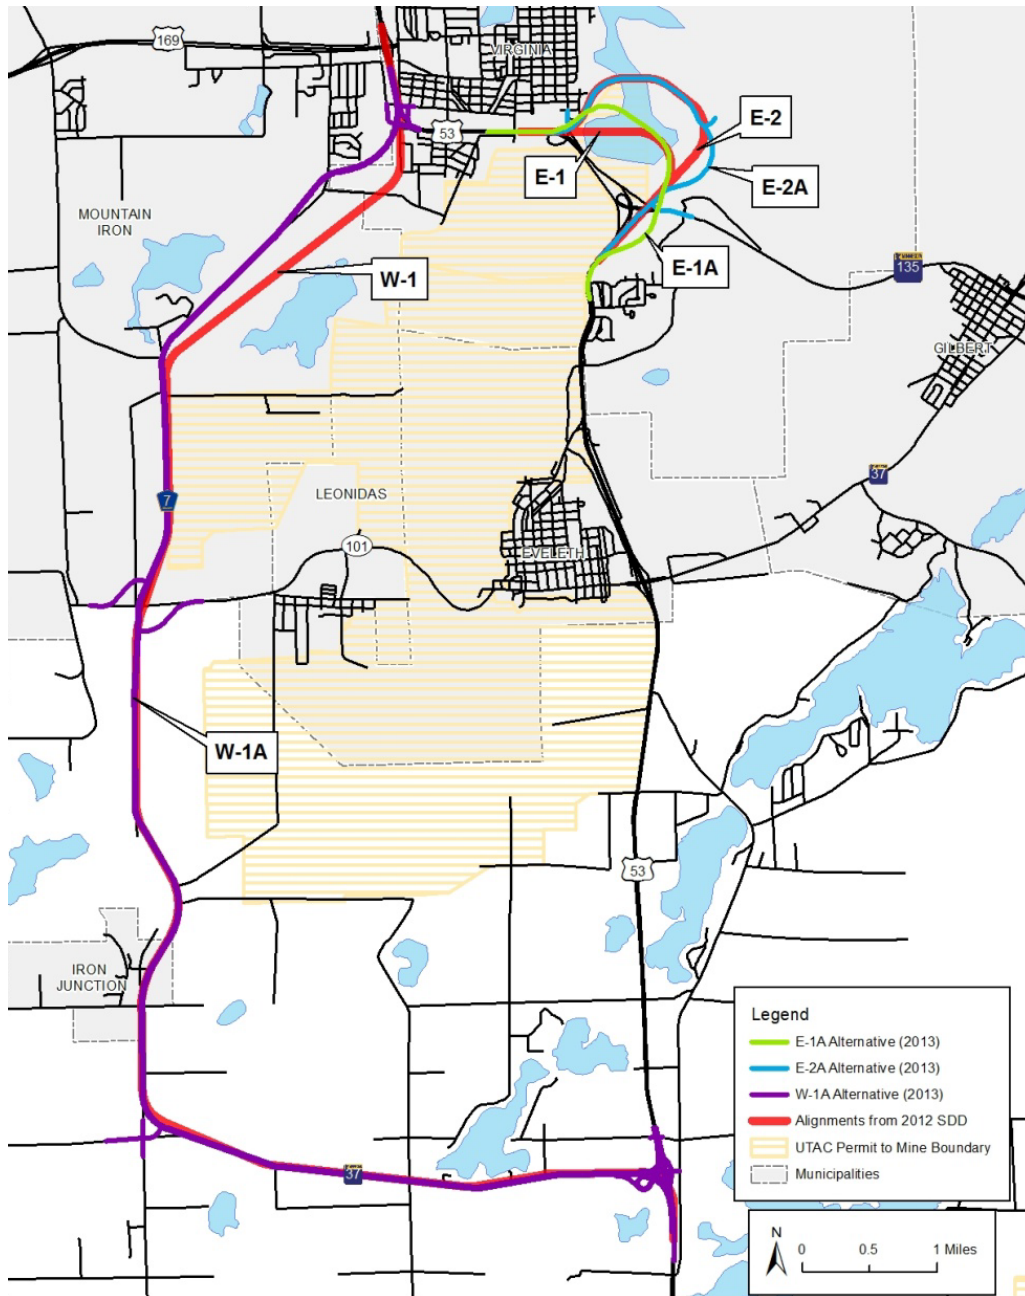 169
VIRGINIA
53
E-2
E-1
E-2A
MOUNTAIN
IRON
W-1
E-1A
135
GILBERT
37
7
LEONIDAS
101
EVELETH
W-1A
53
IRON
JUNCTION
37
Legend
E-1A Alternative (2013)
E-2A Alternative (2013)
W-1A Alternative (2013)
Alignments from 2012 SDD
UTAC Permit to Mine Boundary
Municipalities
N
0 0.5 1 Miles